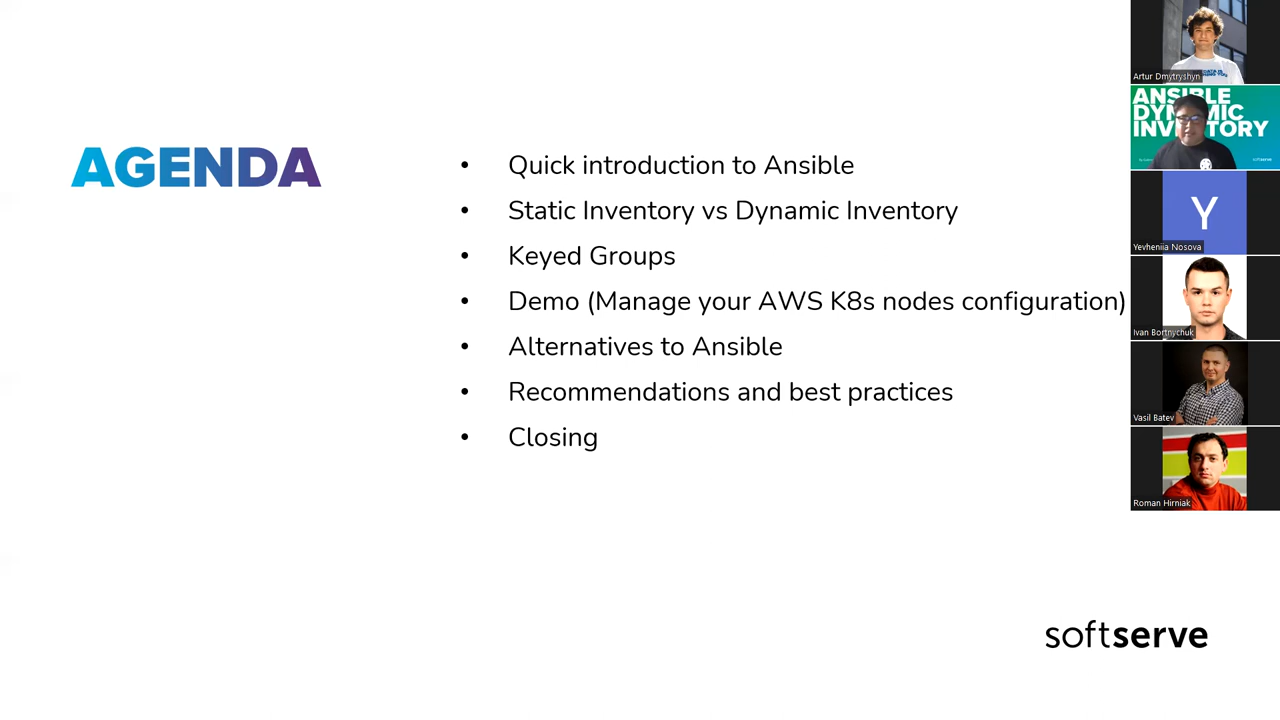 AGENDA
• Quick introduction to Ansible
• Static Inventory vs Dynamic Inventory
• Keyed Groups
• Demo (Manage your AWS K8s nodes configuration)
• Alternatives to Ansible
• Recommendations and best practices
• Closing
softserve
Artur Dmytryshyn
ANSIBLE
DYNAMIC
INVENTORY
softserve
Y
Yevheniia Nosova
Ivan Bortnychuk
Vasil Batev
Roman Hirniak